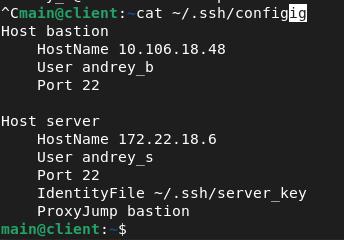 ^Cmain@client:~cat ~/.ssh/configig
Host bastion
    HostName 10.106.18.48
    User andrey_b
    Port 22

Host server
    HostName 172.22.18.6
    User andrey_s
    Port 22
    IdentityFile ~/.ssh/server_key
    ProxyJump bastion
main@client:~$